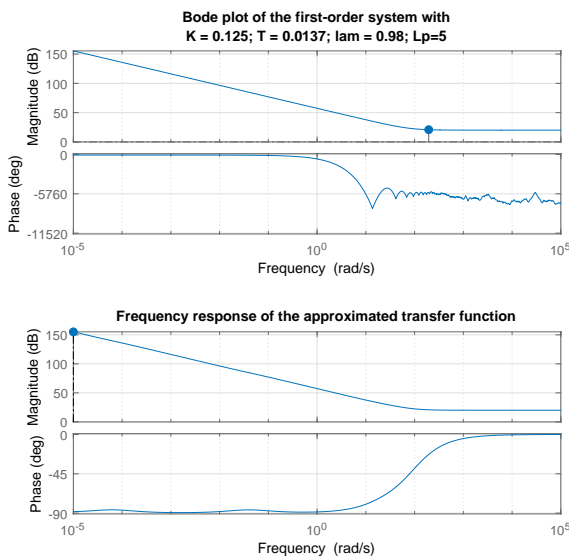 Bode plot of the first-order system with
K = 0.125; T = 0.0137; lam = 0.98; Lp=5
150
100
50
0
Magnitude (dB)
0
-5760
-11520
Phase (deg)
10^-5
10^0
10^5
Frequency (rad/s)
Frequency response of the approximated transfer function
150
100
50
0
Magnitude (dB)
0
-45
-90
Phase (deg)
10^-5
10^0
10^5
Frequency (rad/s)